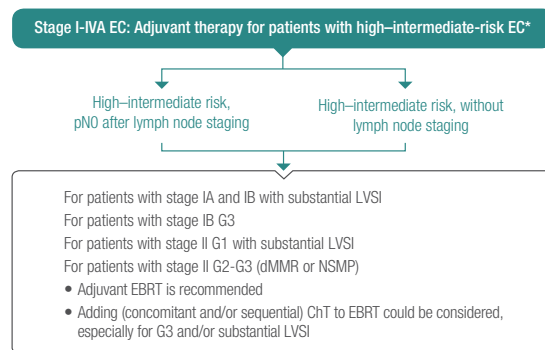 Stage I-IVA EC: Adjuvant therapy for patients with high–intermediate-risk EC*
High–intermediate risk,
pN0 after lymph node staging
High–intermediate risk, without
lymph node staging
For patients with stage IA and IB with substantial LVSI
For patients with stage IB G3
For patients with stage II G1 with substantial LVSI
For patients with stage II G2-G3 (dMMR or NSMP)
• Adjuvant EBRT is recommended
• Adding (concomitant and/or sequential) ChT to EBRT could be considered,
especially for G3 and/or substantial LVSI